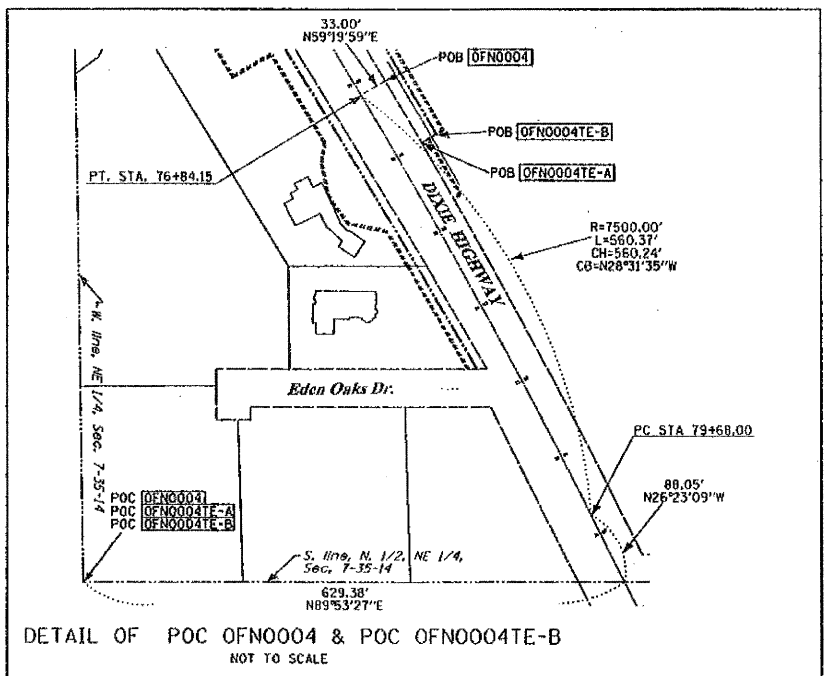 33.00'
N59°19'59"E
POB OFN0004
POB OFN0004TE-B
POB OFN0004TE-A
PT. STA. 76+84.15
DIXIE HIGHWAY
R=7500.00'
L=560.37'
CH=560.24'
CB=N28°31'35"W
W. line, NE 1/4, Sec. 7-35-14
Eden Oaks Dr.
PC STA 79+68.00
88.05'
N26°23'09"W
POC OFN0004
POC OFN0004TE-A
POC OFN0004TE-B
S. line, N. 1/2, NE 1/4,
Sec. 7-35-14
629.38'
N89°53'27"E
DETAIL OF POC OFN0004 & POC OFN0004TE-B
NOT TO SCALE